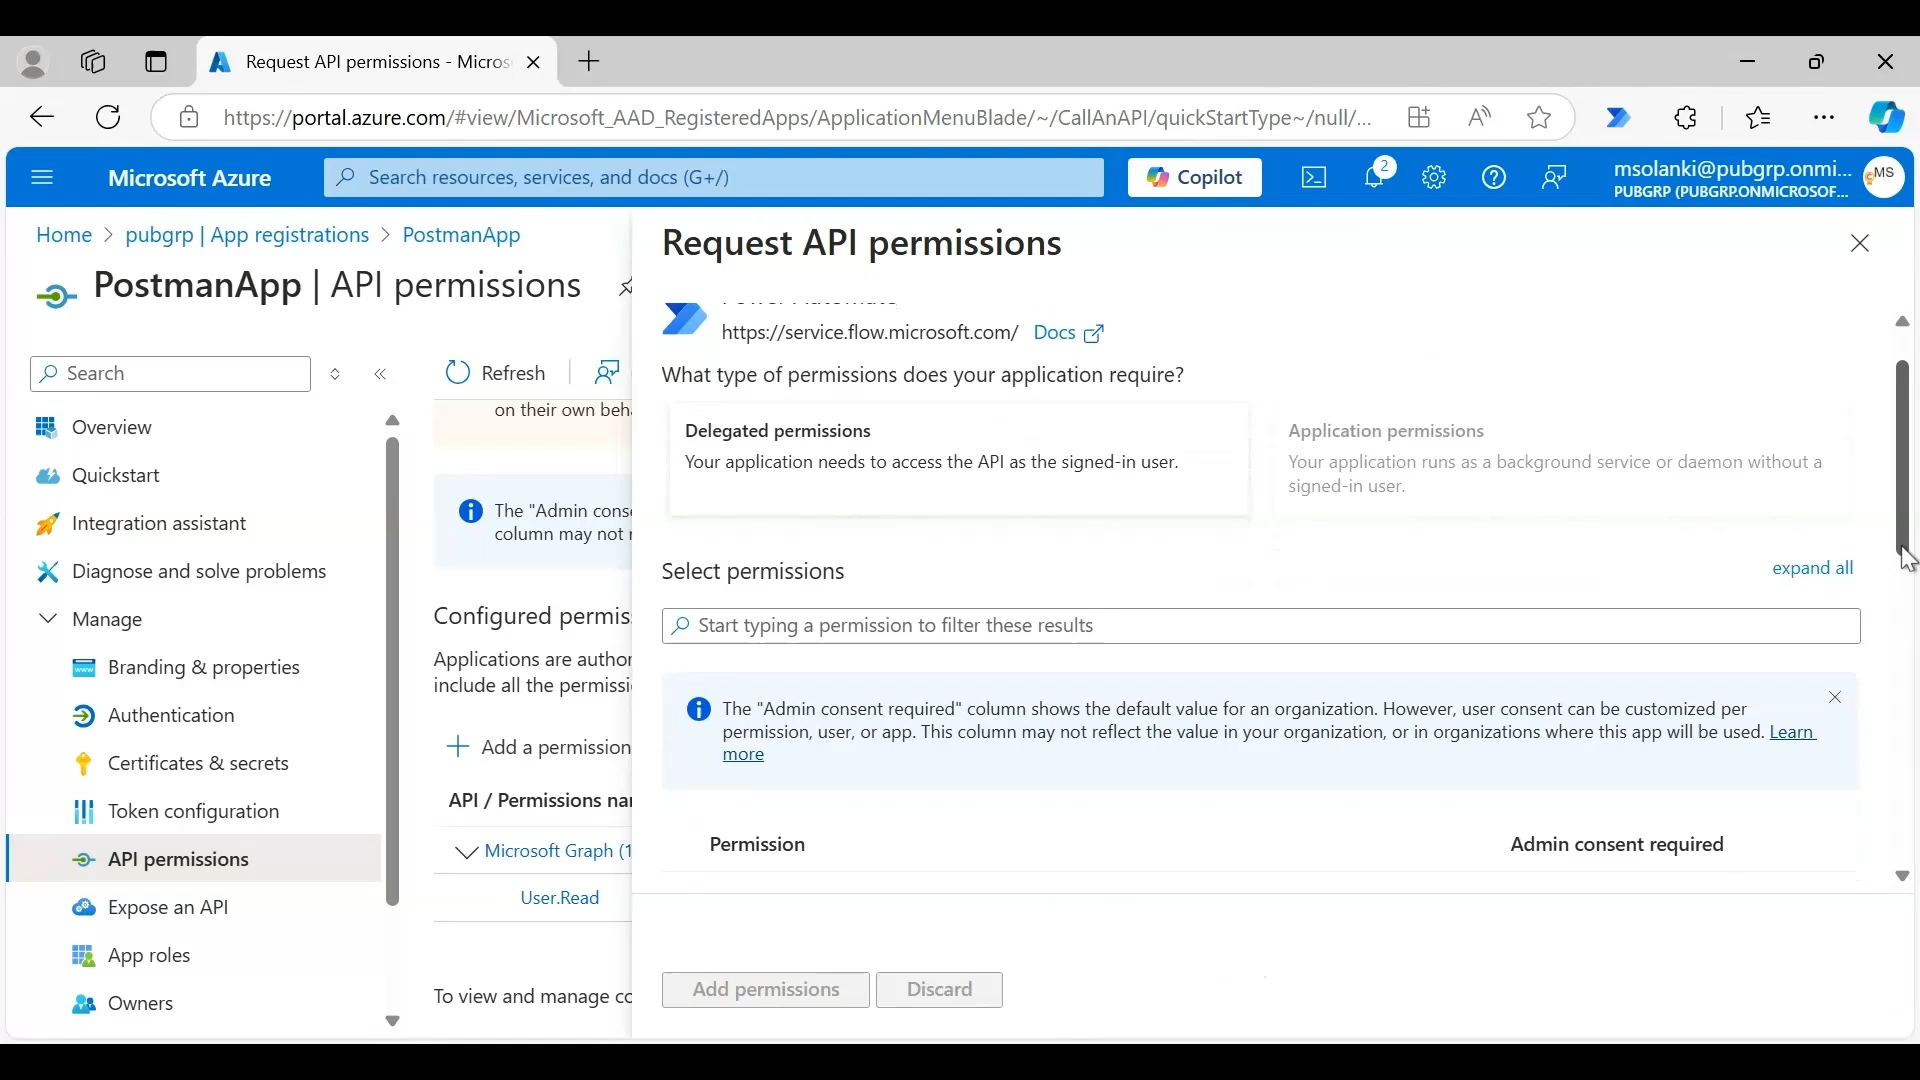 Request API permissions - Micros
https://portal.azure.com/#view/Microsoft_AAD_RegisteredApps/ApplicationMenuBlade/~/CallAnAPI/quickStartType~/null/...
Microsoft Azure
Search resources, services, and docs (G+/)
Copilot
2
msolanki@pubgrp.onmi...
PUBGRP (PUBGRP.ONMICROSOF...
MS
Home > pubgrp | App registrations > PostmanApp
PostmanApp | API permissions
Search
Overview
Quickstart
Integration assistant
Diagnose and solve problems
Manage
Branding & properties
Authentication
Certificates & secrets
Token configuration
API permissions
Expose an API
App roles
Owners
Refresh
on their own beha
The "Admin conse
column may not r
Configured permis
Applications are author
include all the permissi
Add a permission
API / Permissions nam
Microsoft Graph (1
User.Read
To view and manage co
Request API permissions
https://service.flow.microsoft.com/ Docs
What type of permissions does your application require?
Delegated permissions
Your application needs to access the API as the signed-in user.
Application permissions
Your application runs as a background service or daemon without a
signed-in user.
Select permissions
expand all
Start typing a permission to filter these results
The "Admin consent required" column shows the default value for an organization. However, user consent can be customized per
permission, user, or app. This column may not reflect the value in your organization, or in organizations where this app will be used. Learn
more
Permission
Admin consent required
Add permissions
Discard